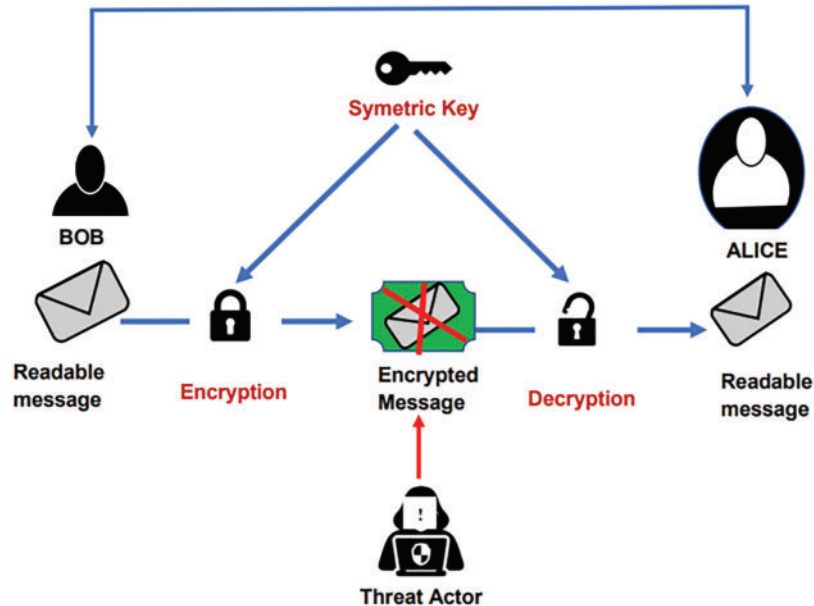 Symetric Key
BOB
ALICE
Readable
message
Encryption
Encrypted
Message
Decryption
Readable
message
!
Threat Actor